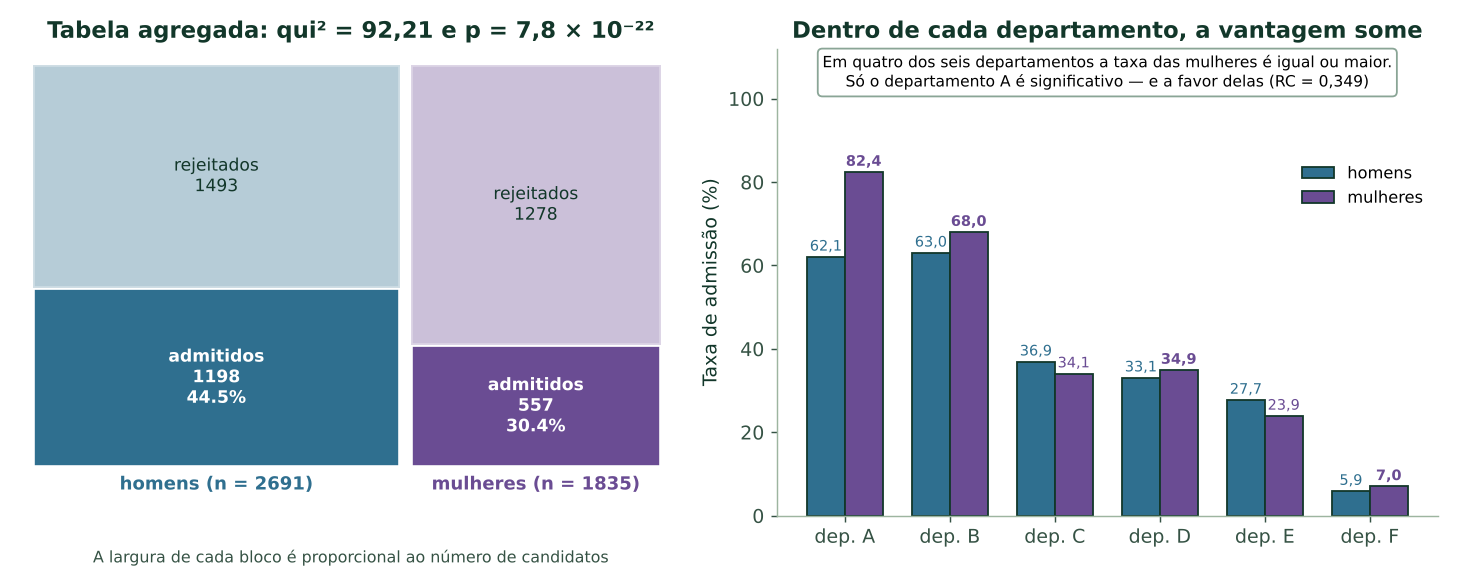 Tabela agregada: qui² = 92,21 e p = 7,8 × 10⁻²²
rejeitados
1493
rejeitados
1278
admitidos
1198
44.5%
admitidos
557
30.4%
homens (n = 2691)
mulheres (n = 1835)
A largura de cada bloco é proporcional ao número de candidatos
Dentro de cada departamento, a vantagem some
Em quatro dos seis departamentos a taxa das mulheres é igual ou maior.
Só o departamento A é significativo — e a favor delas (RC = 0,349)
Taxa de admissão (%)
100
80
60
40
20
0
homens
mulheres
62,1
82,4
63,0
68,0
36,9
34,1
33,1
34,9
27,7
23,9
5,9
7,0
dep. A
dep. B
dep. C
dep. D
dep. E
dep. F